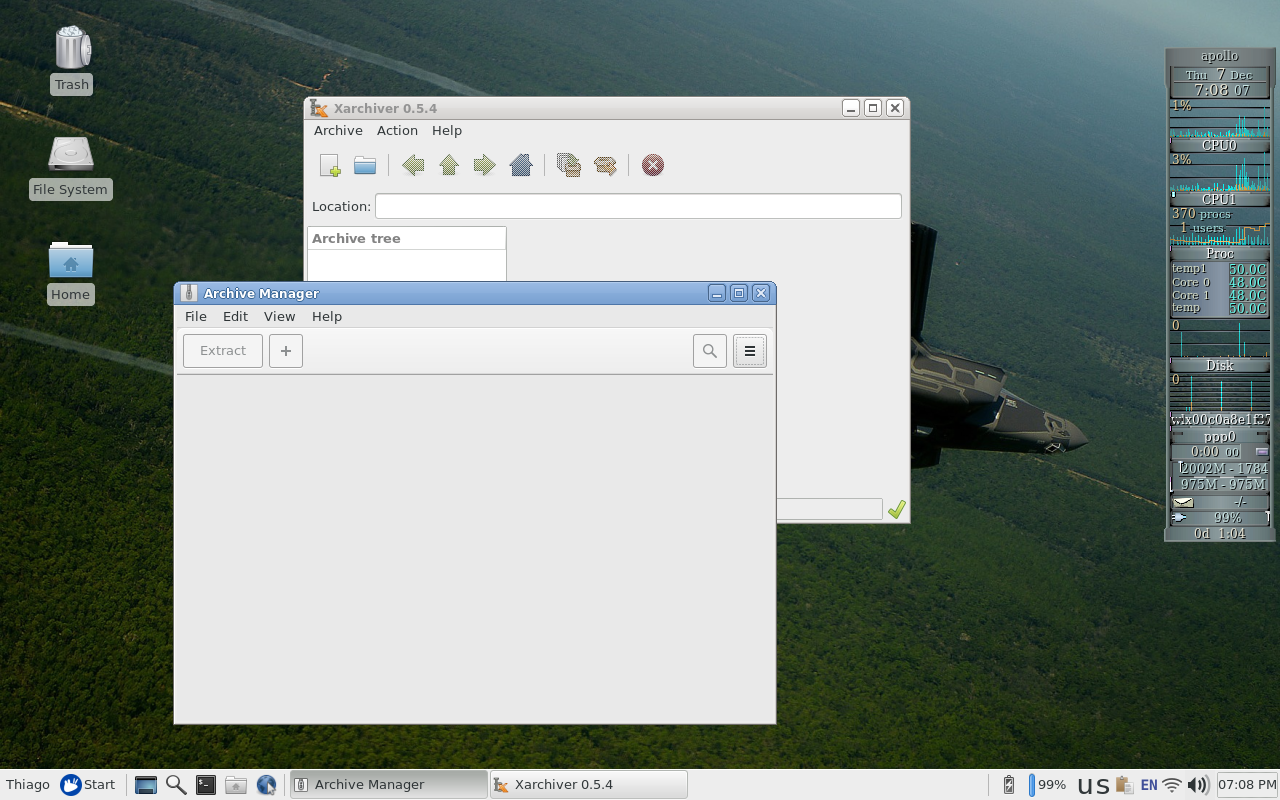 Trash
File System
Home
Xarchiver 0.5.4
Archive Action Help
Location:
Archive tree
Archive Manager
File Edit View Help
Extract
apollo
Thu 7 Dec
7:08 07
1%
CPU0
3%
CPU1
370 procs
1 users
Proc
temp1 50.0C
Core 0 48.0C
Core 1 48.0C
temp 50.0C
0
Disk
0
ppp0
0:00 00
2002M - 1784
975M - 975M
-/-
99%
0d 1:04
Thiago Start Archive Manager Xarchiver 0.5.4 99% us EN 07:08 PM